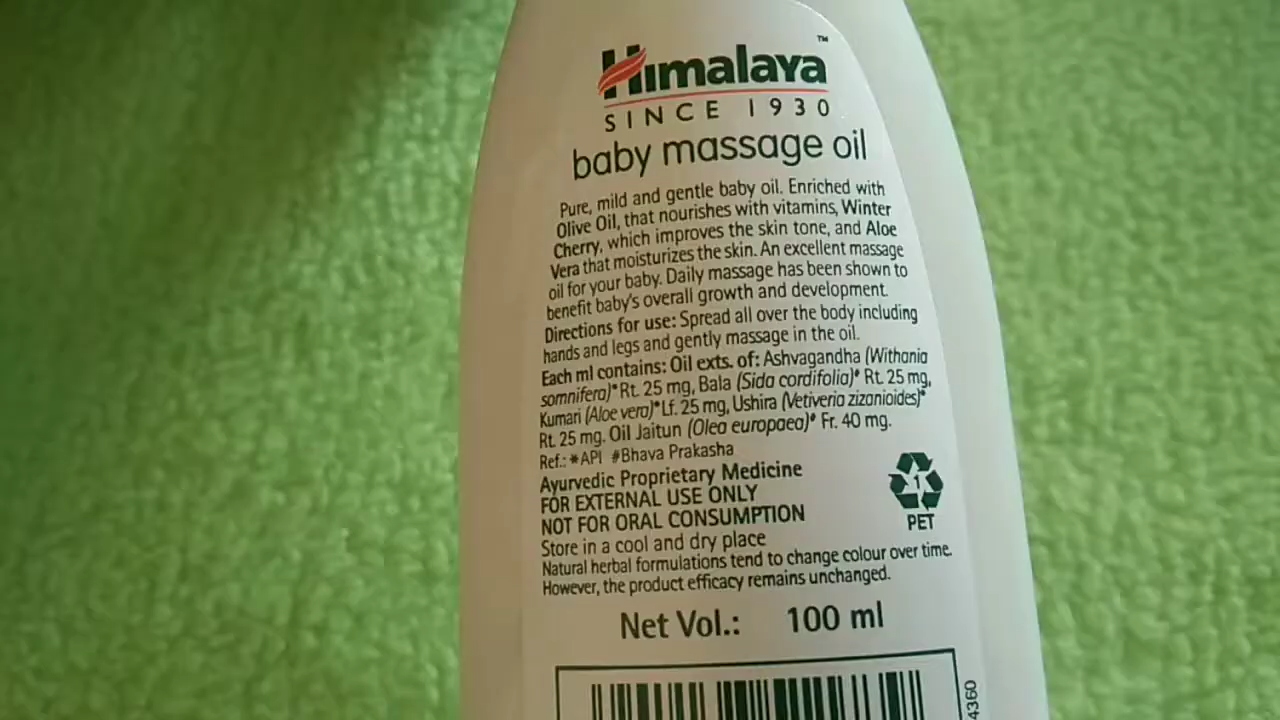 Himalaya™
SINCE 1930
baby massage oil
Pure, mild and gentle baby oil. Enriched with
Olive Oil, that nourishes with vitamins, Winter
Cherry, which improves the skin tone, and Aloe
Vera that moisturizes the skin. An excellent massage
oil for your baby. Daily massage has been shown to
benefit baby's overall growth and development.
Directions for use: Spread all over the body including
hands and legs and gently massage in the oil.
Each ml contains: Oil exts. of: Ashvagandha (Withania
somnifera)* Rt. 25 mg, Bala (Sida cordifolia)# Rt. 25 mg,
Kumari (Aloe vera)* Lf. 25 mg, Ushira (Vetiveria zizanioides)*
Rt. 25 mg. Oil Jaitun (Olea europaea)# Fr. 40 mg.
Ref.: *API #Bhava Prakasha
Ayurvedic Proprietary Medicine
FOR EXTERNAL USE ONLY
NOT FOR ORAL CONSUMPTION
Store in a cool and dry place
Natural herbal formulations tend to change colour over time.
However, the product efficacy remains unchanged.
1
PET
Net Vol.: 100 ml
4360